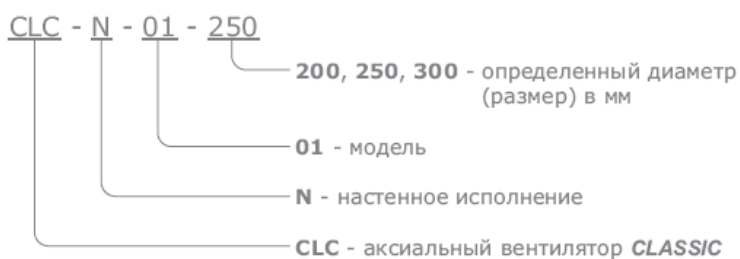 CLC - N - 01 - 250
200, 250, 300 - определенный диаметр
(размер) в мм
01 - модель
N - настенное исполнение
CLC - аксиальный вентилятор CLASSIC